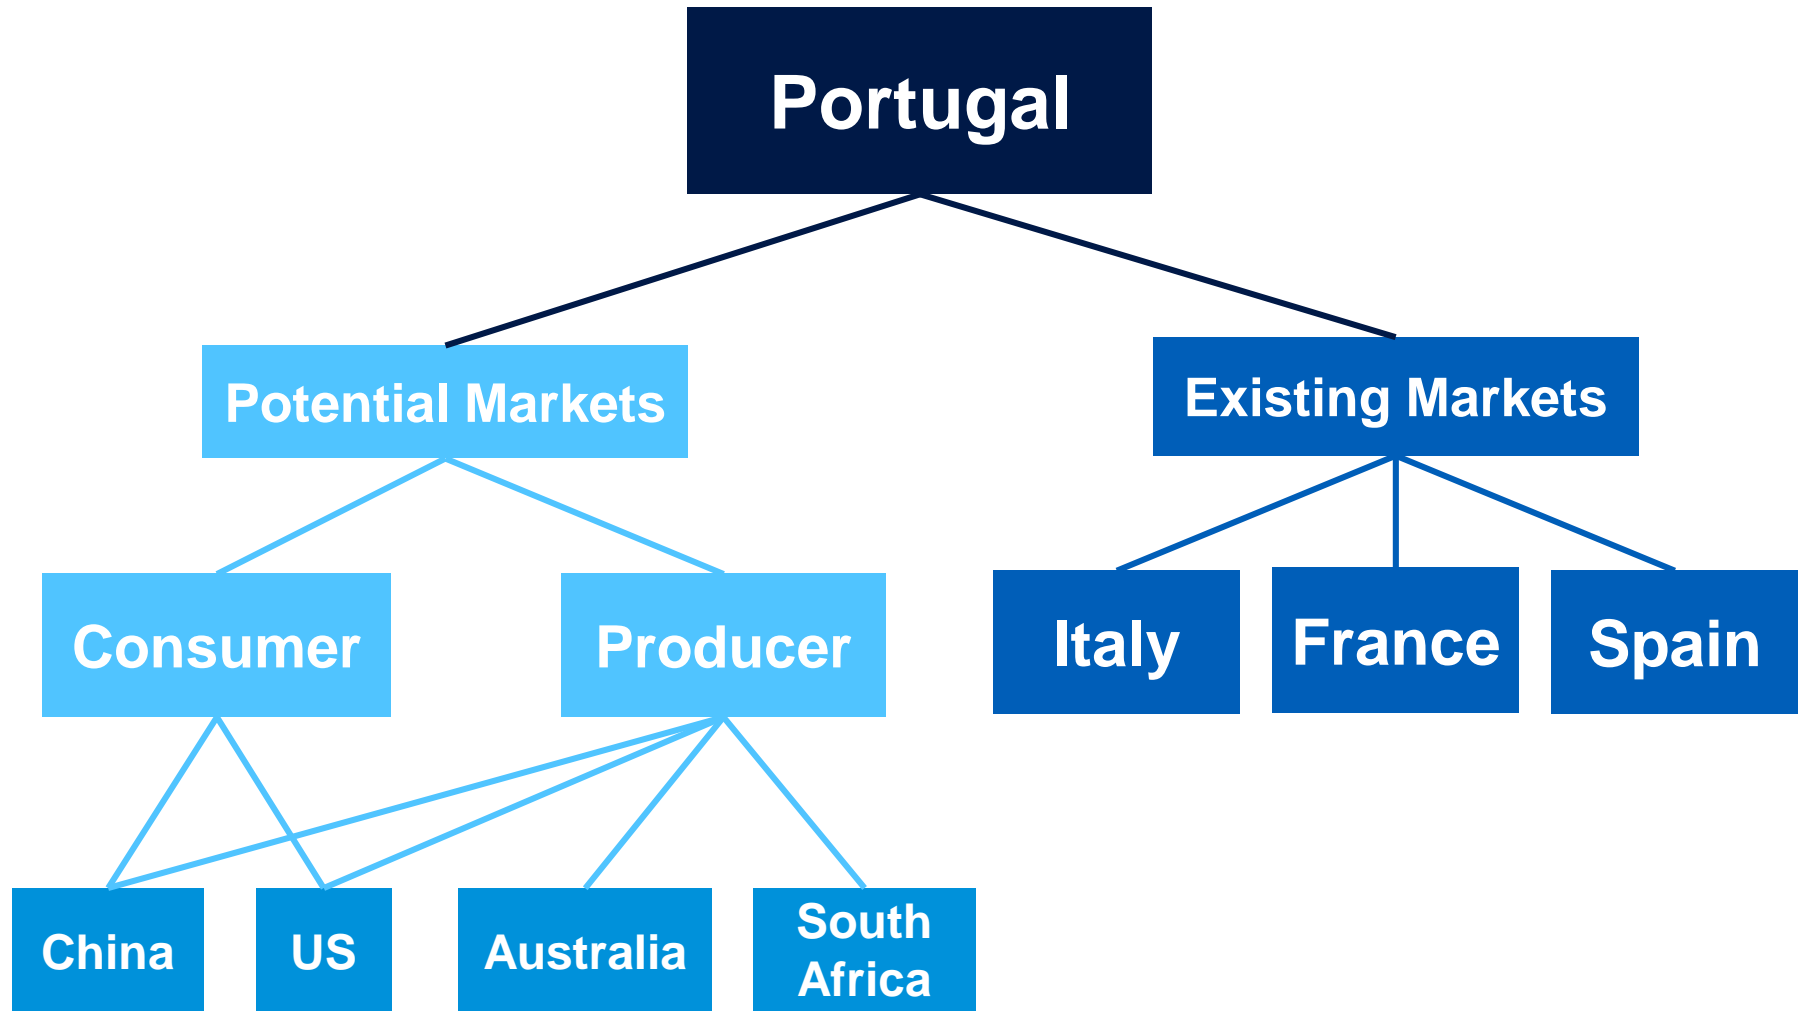 Portugal
Potential Markets
Existing Markets
Consumer
Producer
Italy
France
Spain
China
US
Australia
South
Africa